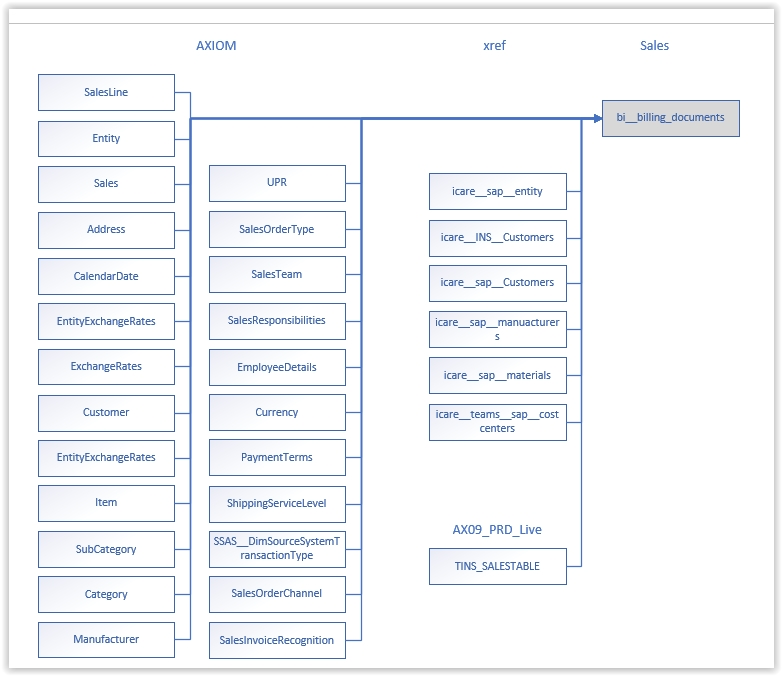 AXIOM
xref
Sales
SalesLine
Entity
Sales
Address
CalendarDate
EntityExchangeRates
ExchangeRates
Customer
EntityExchangeRates
Item
SubCategory
Category
Manufacturer
UPR
SalesOrderType
SalesTeam
SalesResponsibilities
EmployeeDetails
Currency
PaymentTerms
ShippingServiceLevel
SSAS__DimSourceSystemT
ransactionType
SalesOrderChannel
SalesInvoiceRecognition
icare__sap__entity
icare__INS__Customers
icare__sap__Customers
icare__sap__manuacturer
s
icare__sap__materials
icare__teams__sap__cost
centers
AX09_PRD_Live
TINS_SALESTABLE
bi__billing_documents